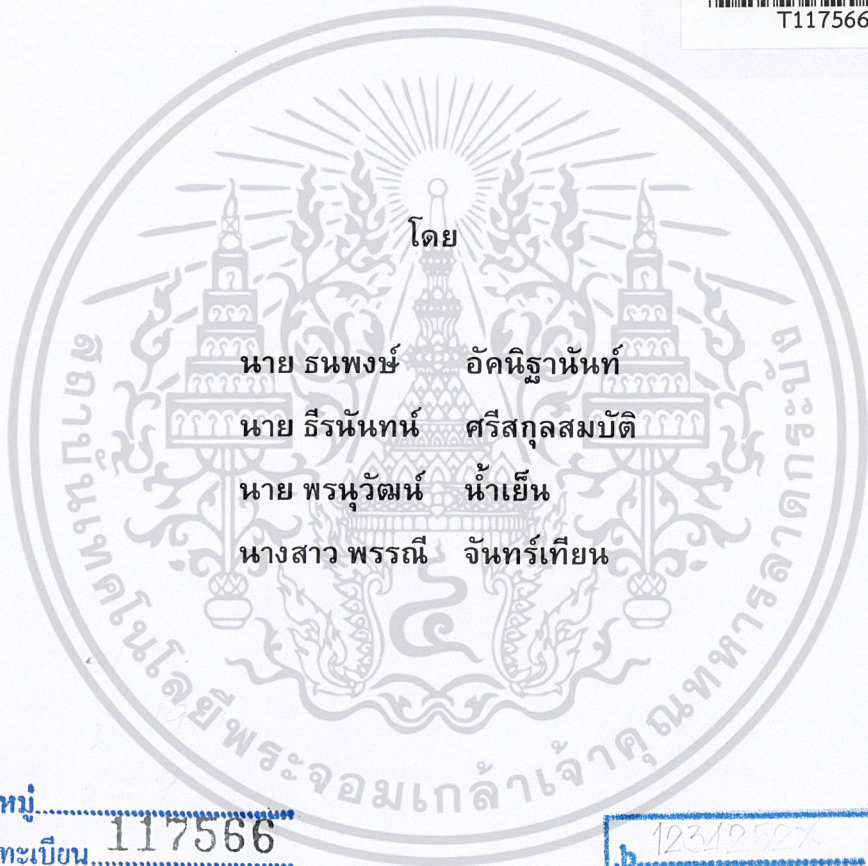 T117566
โดย
นาย ธนพงษ์ อัคนิฐานันท์
นาย ธีรนันทน์ ศรีสกุลสมบัติ
นาย พรนุวัฒน์ น้ำเย็น
นางสาว พรรณี จันทร์เทียน
สถาบันเทคโนโลยีพระจอมเกล้าเจ้าคุณทหารลาดกระบัง
หมู่
ทะเบียน 117566
.b 1231252X